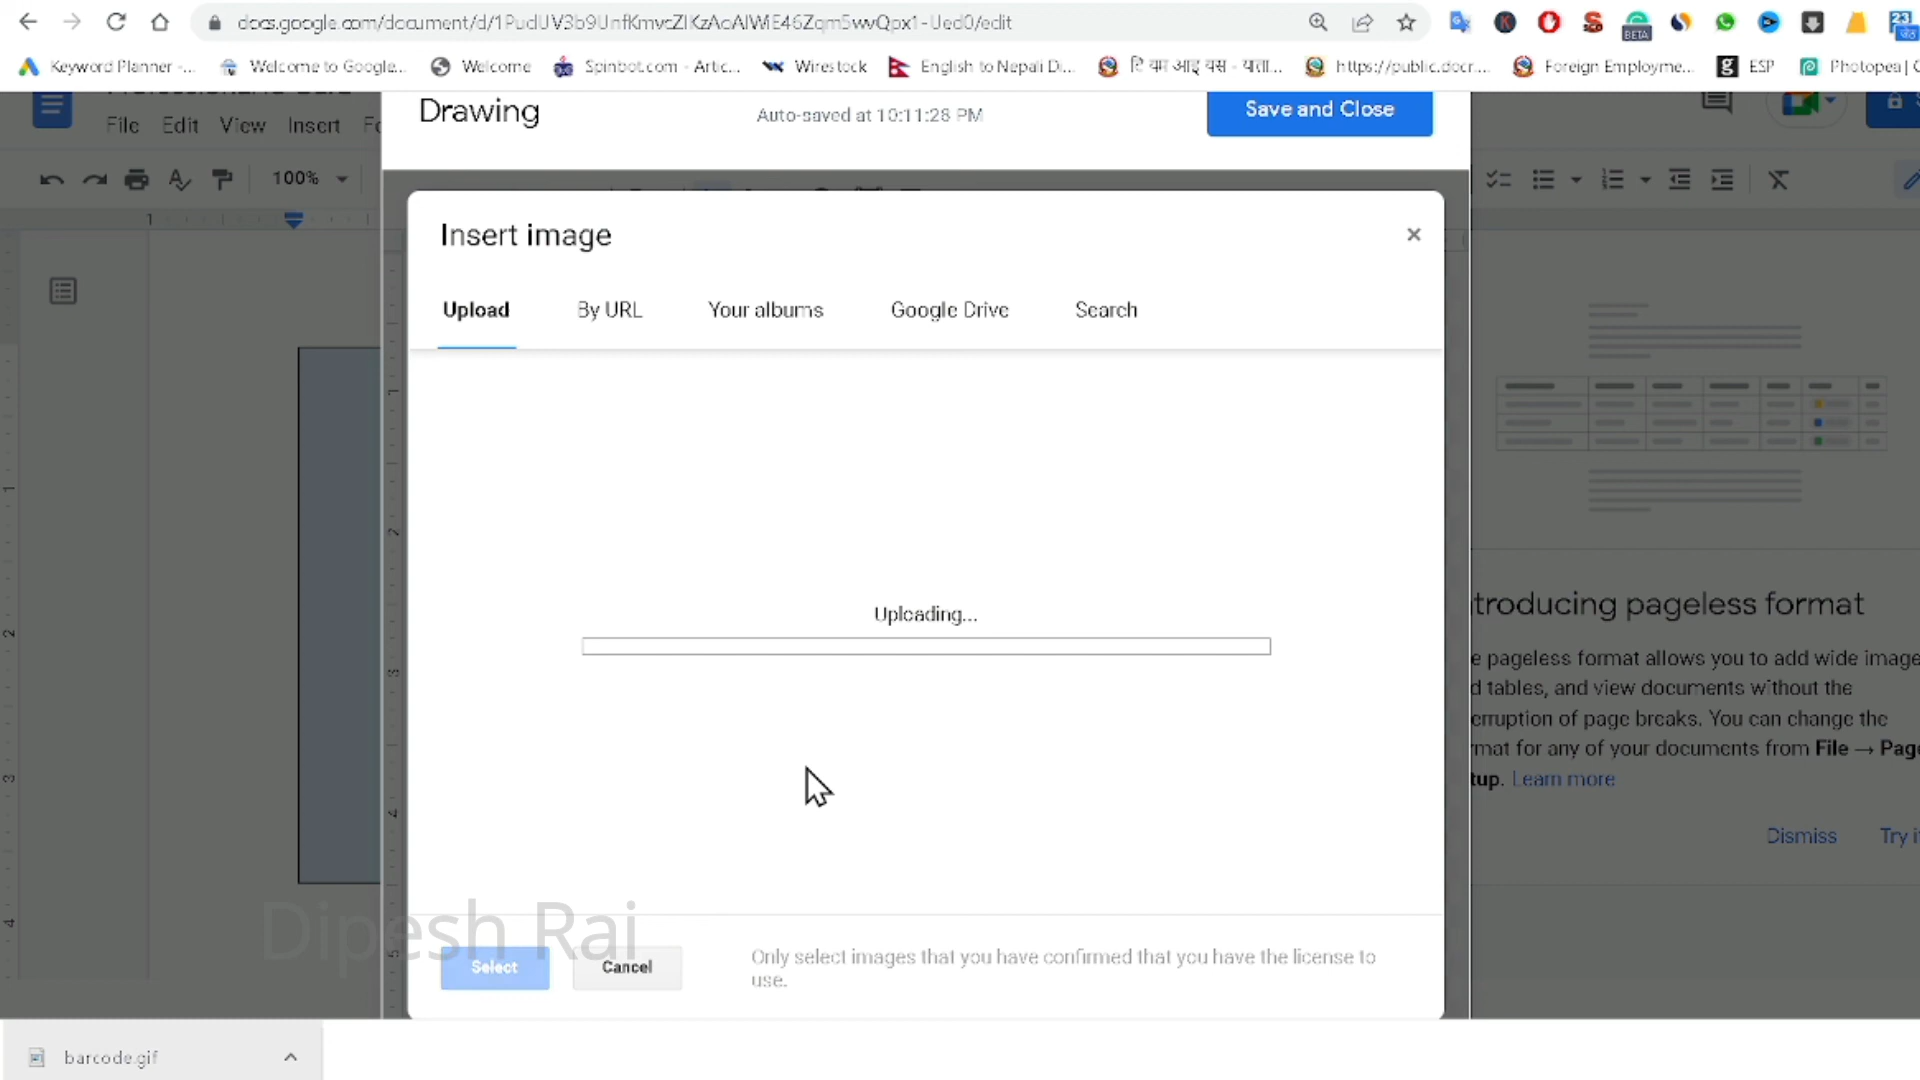 docs.google.com/document/d/
/edit
Keyword Planner -...
Welcome to Google...
Welcome
Spinbot.com - Artic...
Wirestock
English to Nepali Di...
https://public.docr....
Foreign Employme...
ESP
Photopea | 
BETA
23
Drawing
Auto-saved at 10:11:28 PM
Save and Close
File Edit View Insert
100%
Insert image
×
Upload
By URL
Your albums
Google Drive
Search
Uploading...
Select
Cancel
Only select images that you have confirmed that you have the license to
use.
troducing pageless format
e pageless format allows you to add wide image
d tables, and view documents without the
erruption of page breaks. You can change the
mat for any of your documents from File → Pag
tup. Learn more
Dismiss
Try i
Dipesh Rai
barcode.gif